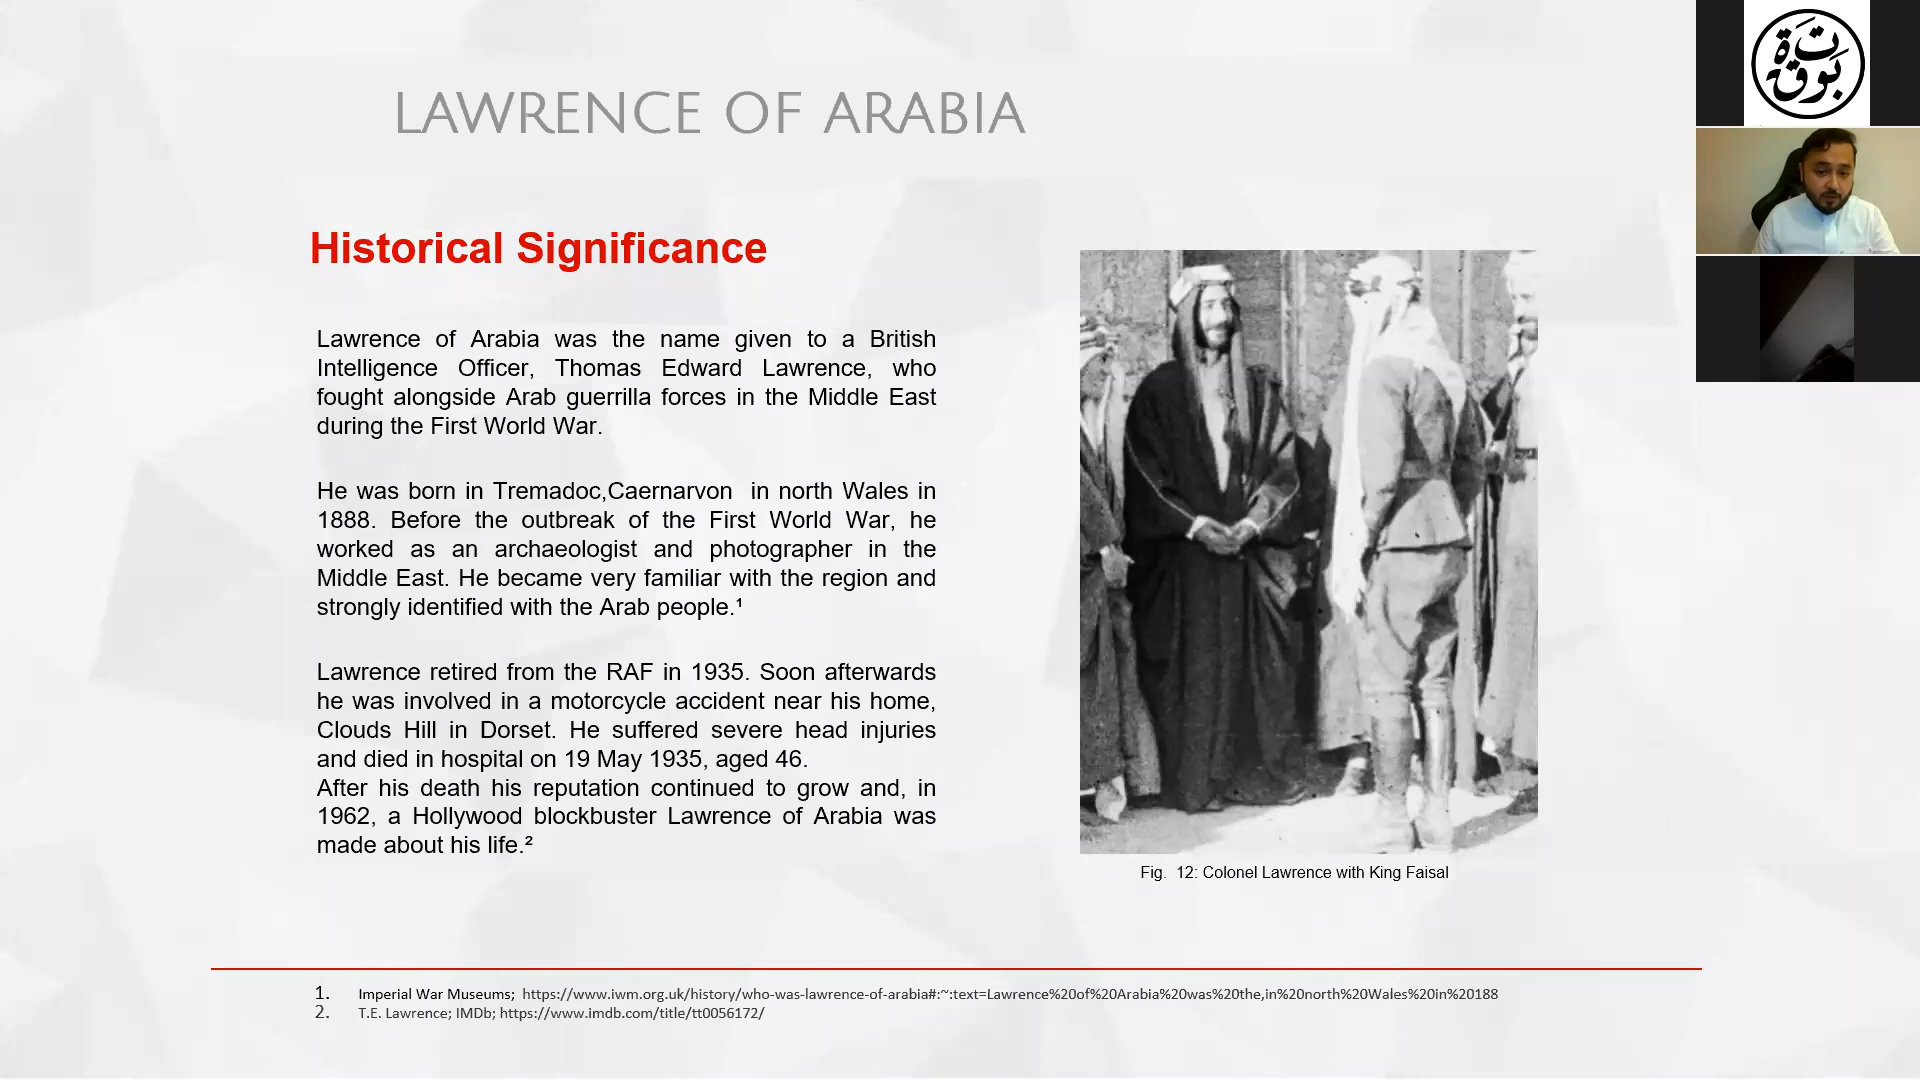 LAWRENCE OF ARABIA
Historical Significance
Lawrence of Arabia was the name given to a British
Intelligence Officer, Thomas Edward Lawrence, who
fought alongside Arab guerrilla forces in the Middle East
during the First World War.
He was born in Tremadoc,Caernarvon in north Wales in
1888. Before the outbreak of the First World War, he
worked as an archaeologist and photographer in the
Middle East. He became very familiar with the region and
strongly identified with the Arab people.¹
Lawrence retired from the RAF in 1935. Soon afterwards
he was involved in a motorcycle accident near his home,
Clouds Hill in Dorset. He suffered severe head injuries
and died in hospital on 19 May 1935, aged 46.
After his death his reputation continued to grow and, in
1962, a Hollywood blockbuster Lawrence of Arabia was
made about his life.²
Fig. 12: Colonel Lawrence with King Faisal
1. Imperial War Museums; https://www.iwm.org.uk/history/who-was-lawrence-of-arabia#:~:text=Lawrence%20of%20Arabia%20was%20the,in%20north%20Wales%20in%20188
2. T.E. Lawrence; IMDb; https://www.imdb.com/title/tt0056172/